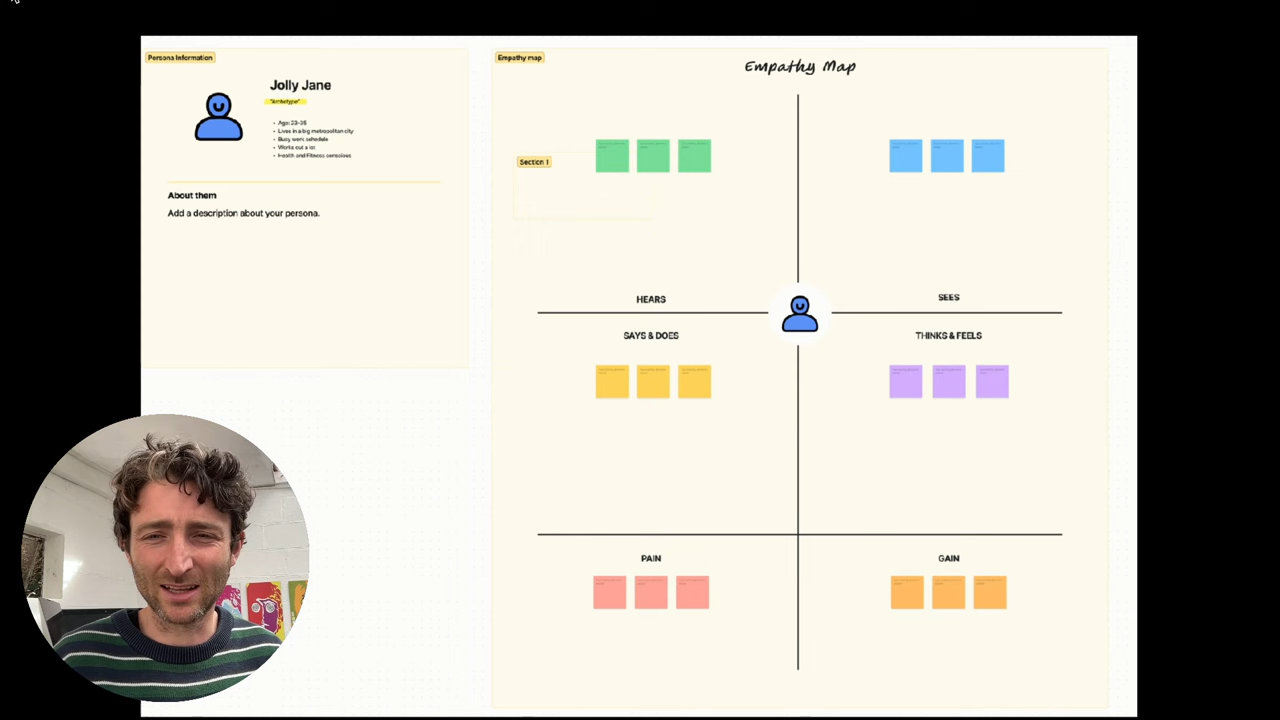 Persona Information
Jolly Jane
"Archetype"
Age: 23-35
Lives in a big metropolitan city
Busy work schedule
Works out a lot
Health and Fitness conscious
About them
Add a description about your persona.
Empathy map
Empathy Map
Section 1
HEARS
SEES
SAYS & DOES
THINKS & FEELS
PAIN
GAIN